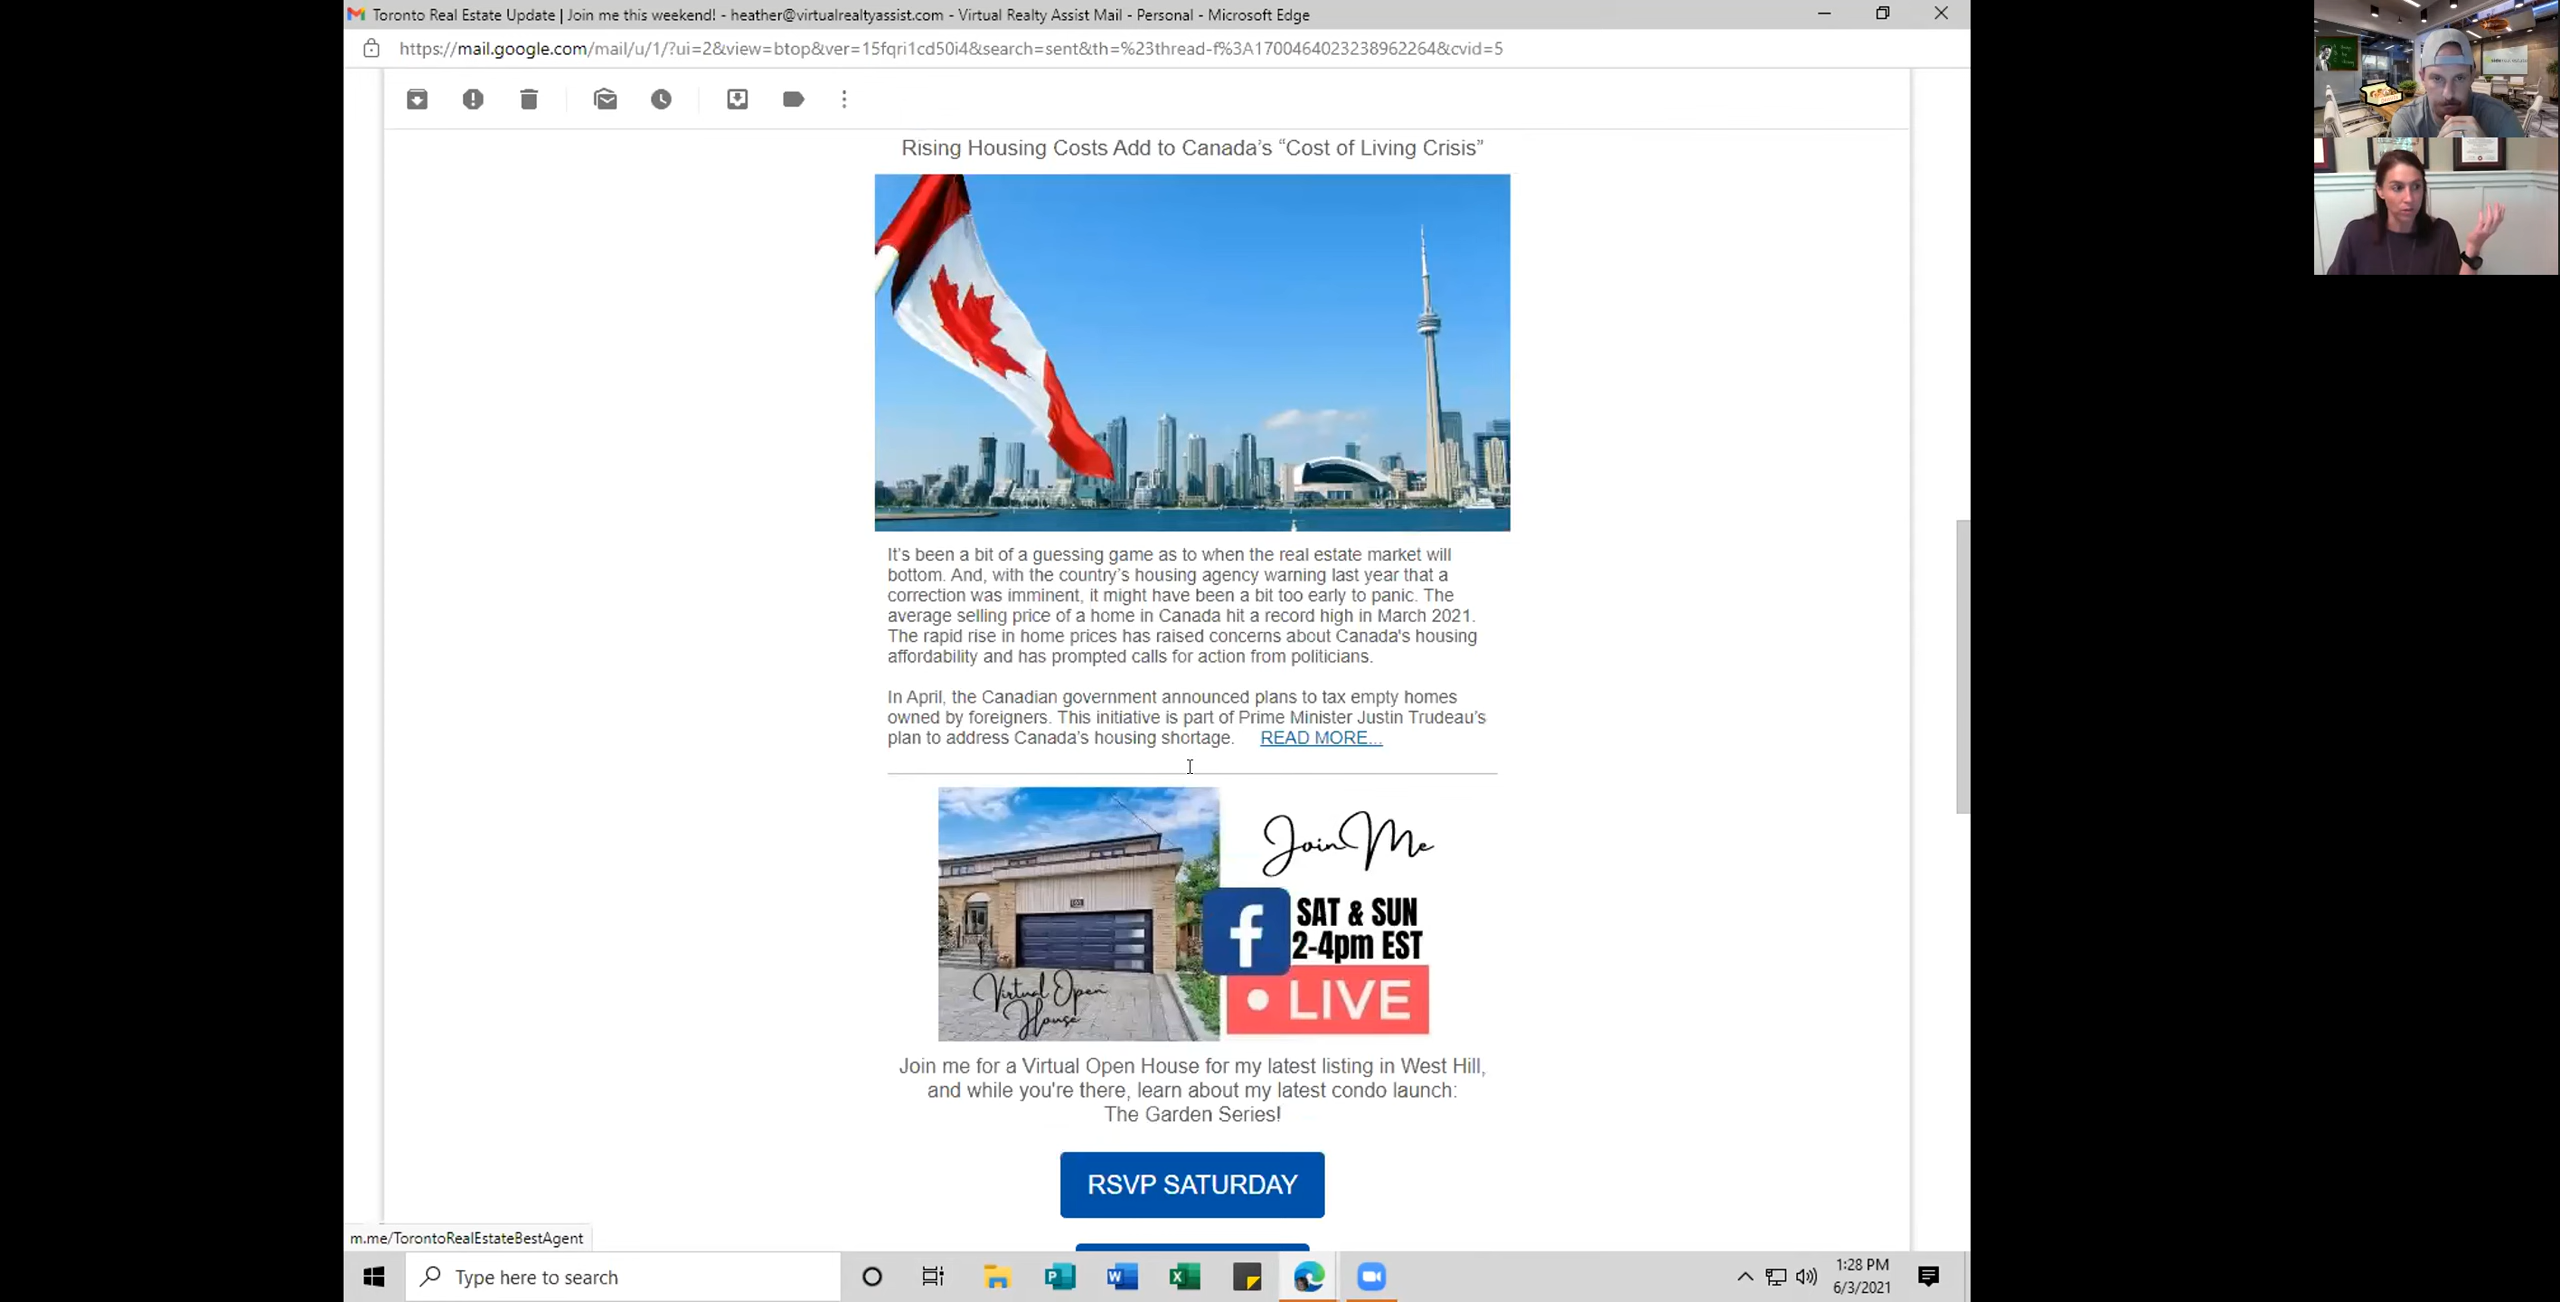 Toronto Real Estate Update | Join me this weekend! - heather@virtualrealtyassist.com - Virtual Realty Assist Mail - Personal - Microsoft Edge
https://mail.google.com/mail/u/1/?ui=2&view=btop&ver=15fqri1cd50i4&search=sent&th=%23thread-f%3A1700464023238962264&cvid=5
Rising Housing Costs Add to Canada's “Cost of Living Crisis”
It's been a bit of a guessing game as to when the real estate market will
bottom. And, with the country's housing agency warning last year that a
correction was imminent, it might have been a bit too early to panic. The
average selling price of a home in Canada hit a record high in March 2021.
The rapid rise in home prices has raised concerns about Canada's housing
affordability and has prompted calls for action from politicians.
In April, the Canadian government announced plans to tax empty homes
owned by foreigners. This initiative is part of Prime Minister Justin Trudeau's
plan to address Canada's housing shortage. READ MORE...
Join Me
SAT & SUN
2-4pm EST
LIVE
Virtual Open
House
Join me for a Virtual Open House for my latest listing in West Hill,
and while you're there, learn about my latest condo launch:
The Garden Series!
RSVP SATURDAY
m.me/TorontoRealEstateBestAgent
Type here to search
1:28 PM
6/3/2021